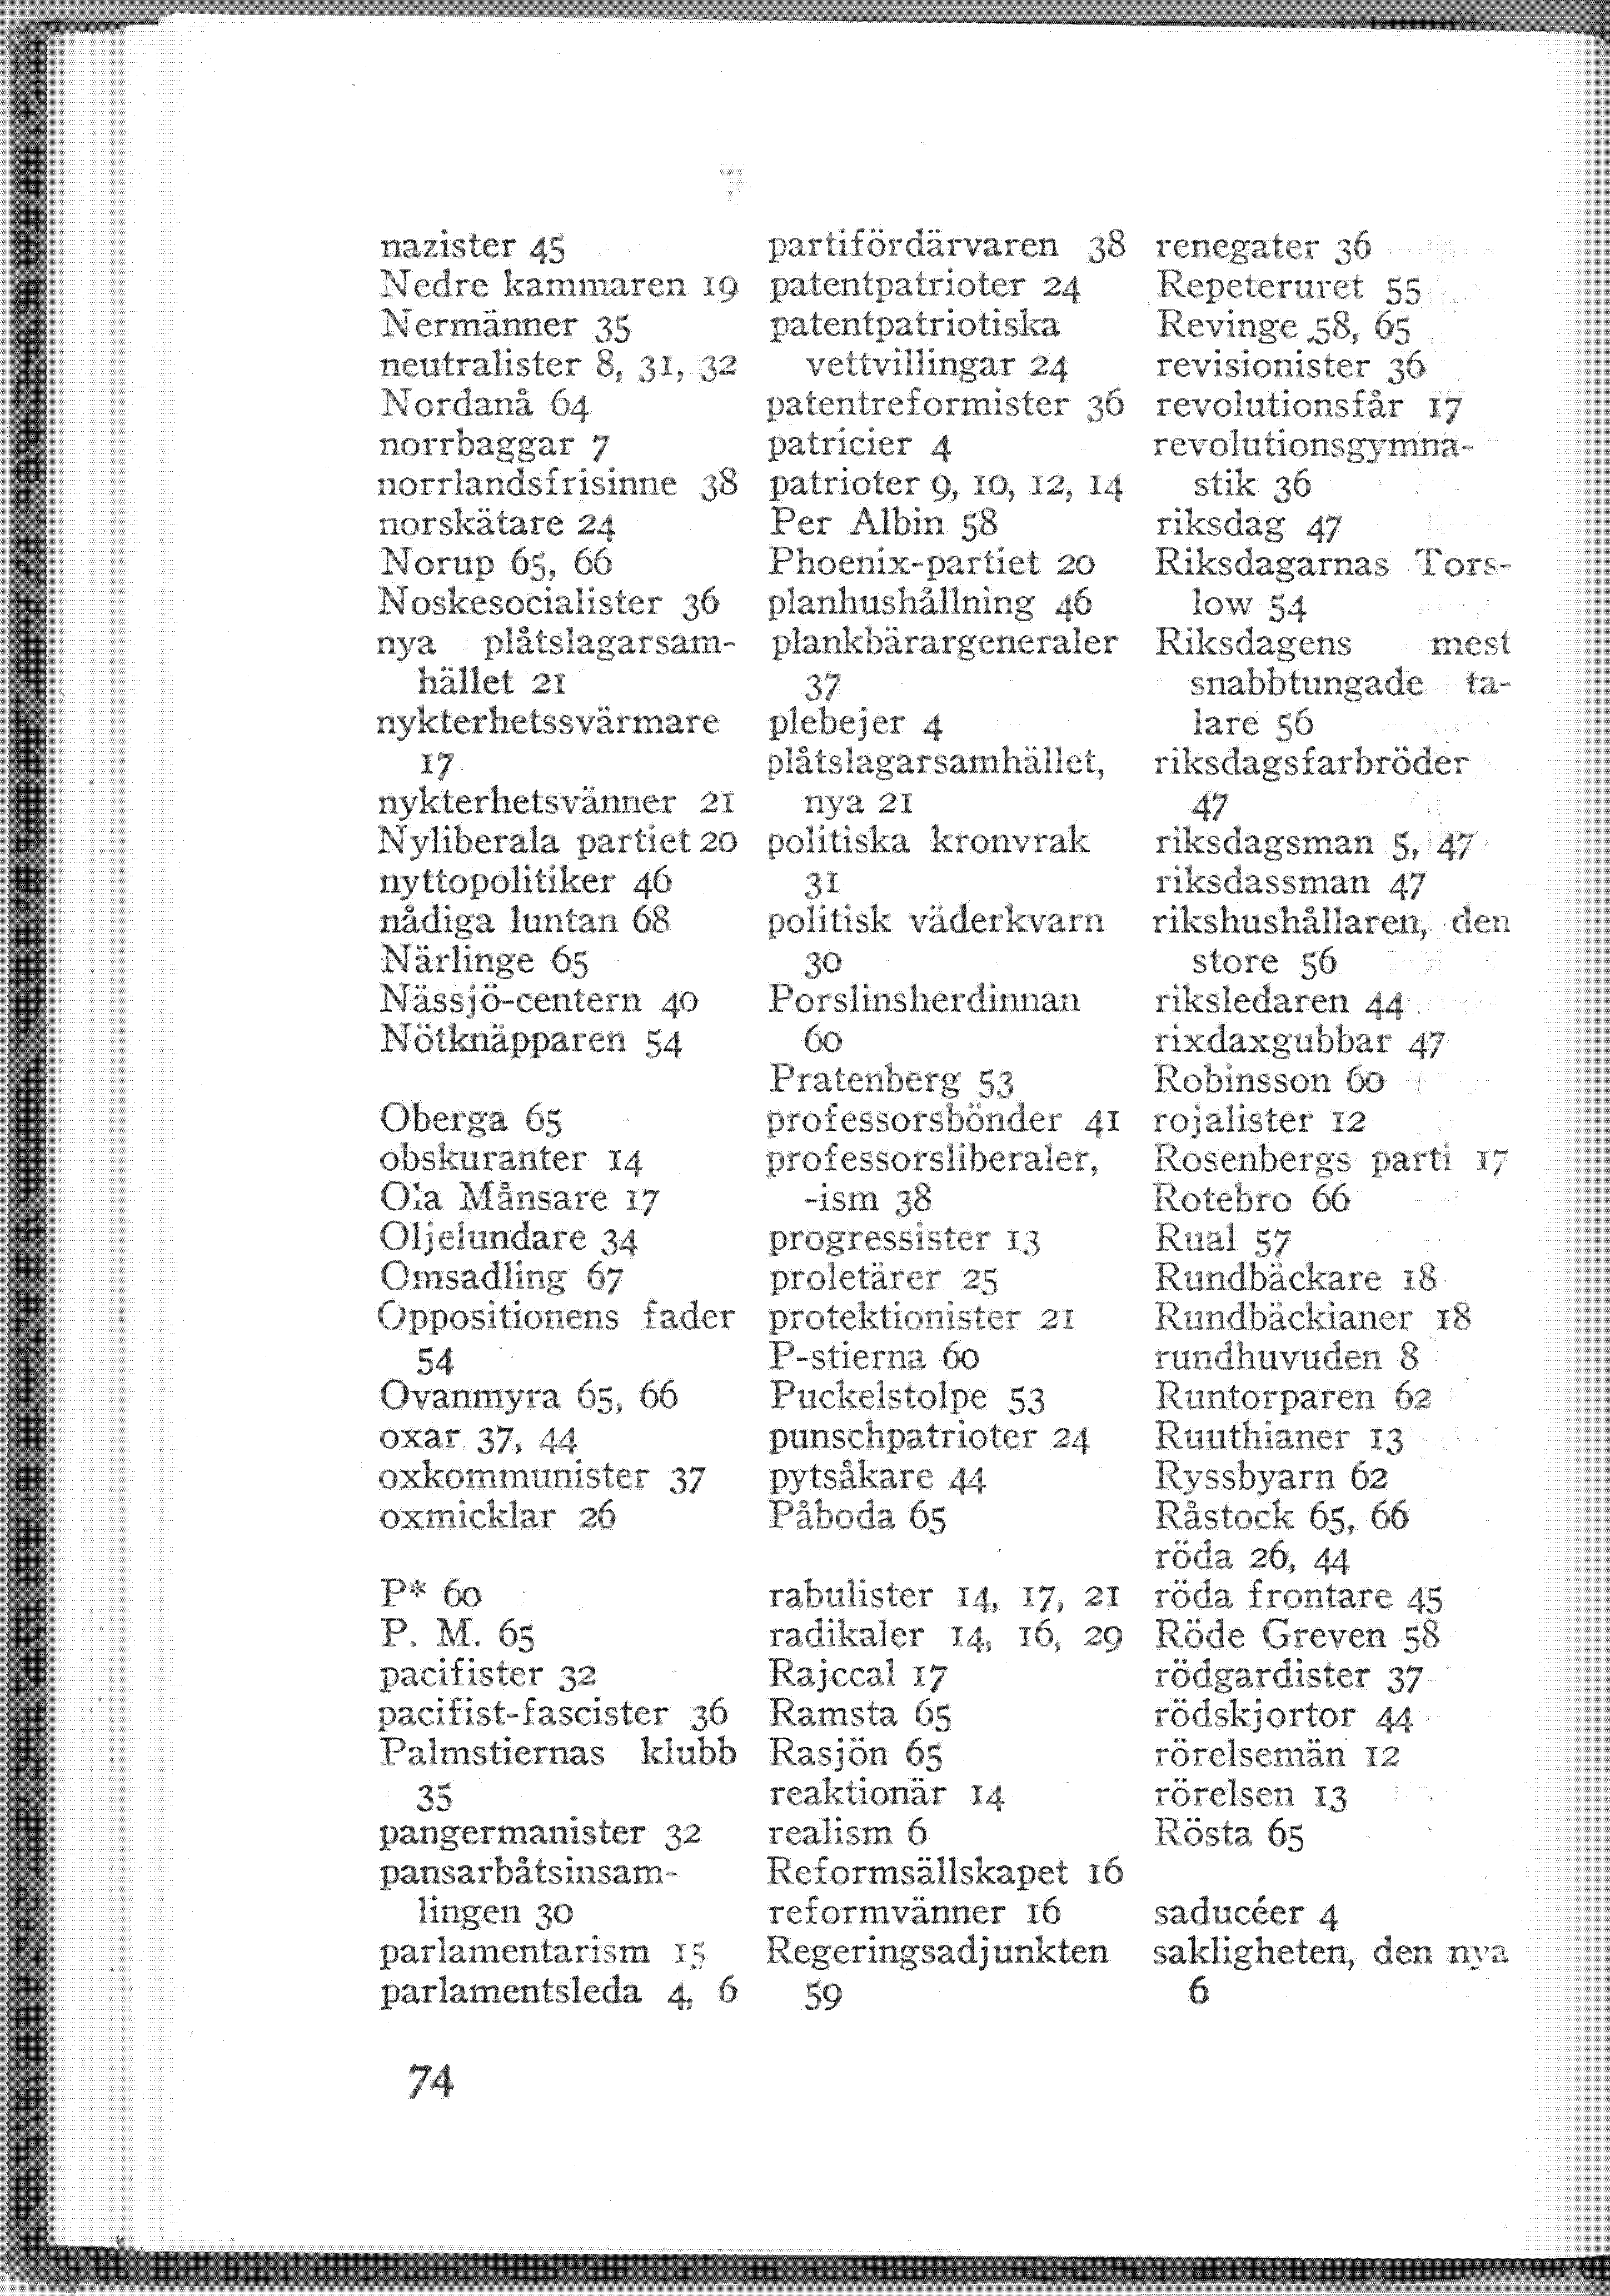 nazister 45
Nedre kammaren 19
Nermänner 35
neutralister 8, 31, 32
Nordanå 64
norrbaggar 7
norrlandsfrisinne 38
norskätare 24
Norup 65, 66
Noskesocialister 36
nya plåtslagarsam-
hället 21
nykterhetssvärmare
17
nykterhetsvänner 21
Nyliberala partiet 20
nyttopolitiker 46
nådiga luntan 68
Närlinge 65
Nässjö-centern 40
Nötknäpparen 54
Oberga 65
obskuranter 14
Ola Månsare 17
Oljelundare 34
Omsadling 67
Oppositionens fader
54
Ovanmyra 65, 66
oxar 37, 44
oxkommunister 37
oxmicklar 26
P* 60
P. M. 65
pacifister 32
pacifist-fascister 36
Palmstiernas klubb
35
pangermanister 32
pansarbåtsinsam-
lingen 30
parlamentarism 15
parlamentsleda 4, 6
partifördärvaren 38
patentpatrioter 24
patentpatriotiska
vettvillingar 24
patentreformister 36
patricier 4
patrioter 9, 10, 12, 14
Per Albin 58
Phoenix-partiet 20
planhushållning 46
plankbärargeneraler
37
plebejer 4
plåtslagarsamhället,
nya 21
politiska kronvrak
31
politisk väderkvarn
30
Porslinsherdinnan
60
Pratenberg 53
professorsbönder 41
professorsliberaler,
-ism 38
progressister 13
proletärer 25
protektionister 21
P-stierna 60
Puckelstolpe 53
punschpatrioter 24
pytsåkare 44
Påboda 65
rabulister 14, 17, 21
radikaler 14, 16, 29
Rajccal 17
Ramsta 65
Rasjön 65
reaktionär 14
realism 6
Reformsällskapet 16
reformvänner 16
Regeringsadjunkten
59
renegater 36
Repeteruret 55
Revinge 58, 65
revisionister 36
revolutionsfår 17
revolutionsgymna-
stik 36
riksdag 47
Riksdagarnas Tors-
low 54
Riksdagens mest
snabbtungade ta-
lare 56
riksdagsfarbröder
47
riksdagsman 5, 47
riksdassman 47
rikshushållaren, den
store 56
riksledaren 44
rixdaxgubbar 47
Robinsson 60
rojalister 12
Rosenbergs parti 17
Rotebro 66
Rual 57
Rundbäckare 18
Rundbäckianer 18
rundhuvuden 8
Runtorparen 62
Ruuthianer 13
Ryssbyarn 62
Råstock 65, 66
röda 26, 44
röda frontare 45
Röde Greven 58
rödgardister 37
rödskjortor 44
rörelsemän 12
rörelsen 13
Rösta 65
saducéer 4
sakligheten, den nya
6
74